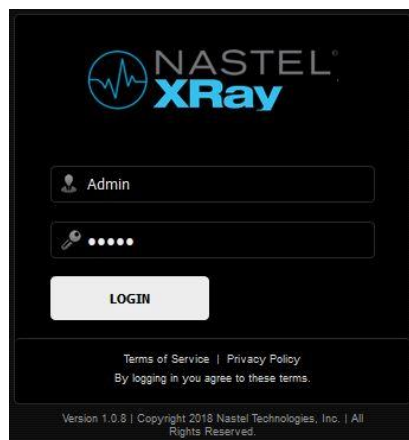 NASTEL®
XRay
Admin
●●●●●
LOGIN
Terms of Service | Privacy Policy
By logging in you agree to these terms.
Version 1.0.8 | Copyright 2018 Nastel Technologies, Inc. | All
Rights Reserved.